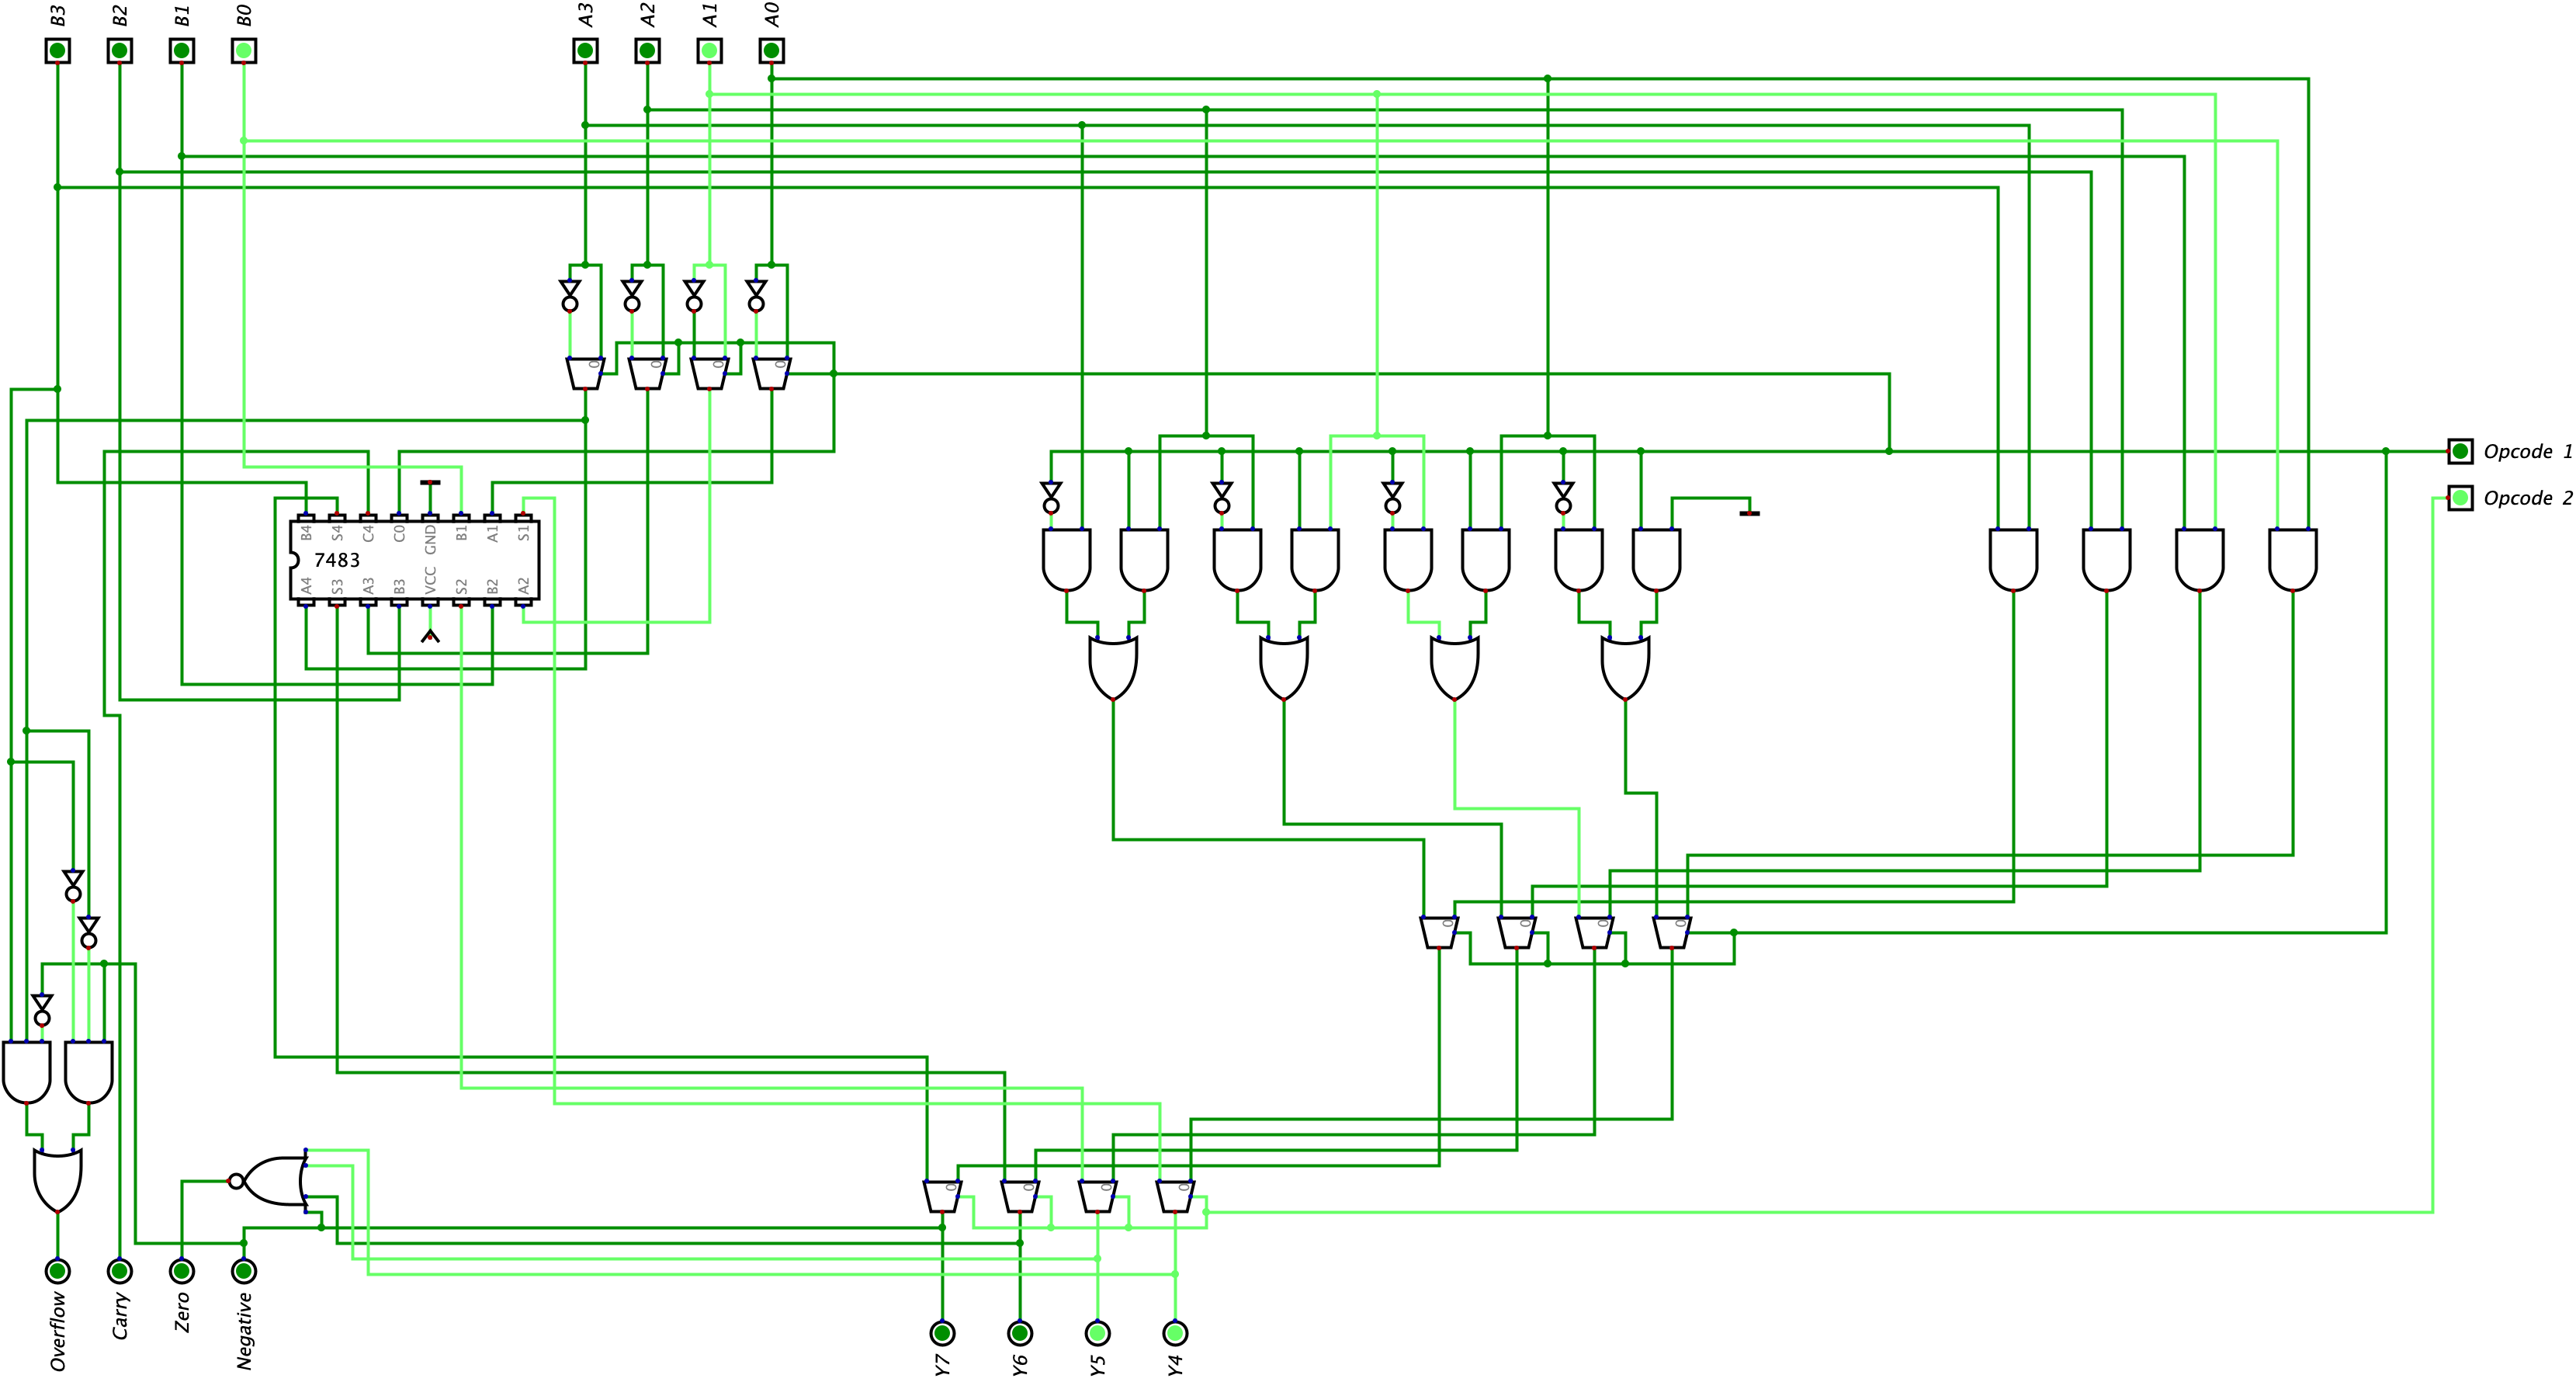 B3
B2
B1
B0
A3
A2
A1
A0
0
0
0
0
Opcode 1
Opcode 2
B4
S4
C4
C0
GND
B1
A1
S1
7483
A4
S3
A3
B3
VCC
S2
B2
A2
0
0
0
0
0
0
0
0
Overflow
Carry
Zero
Negative
Y7
Y6
Y5
Y4